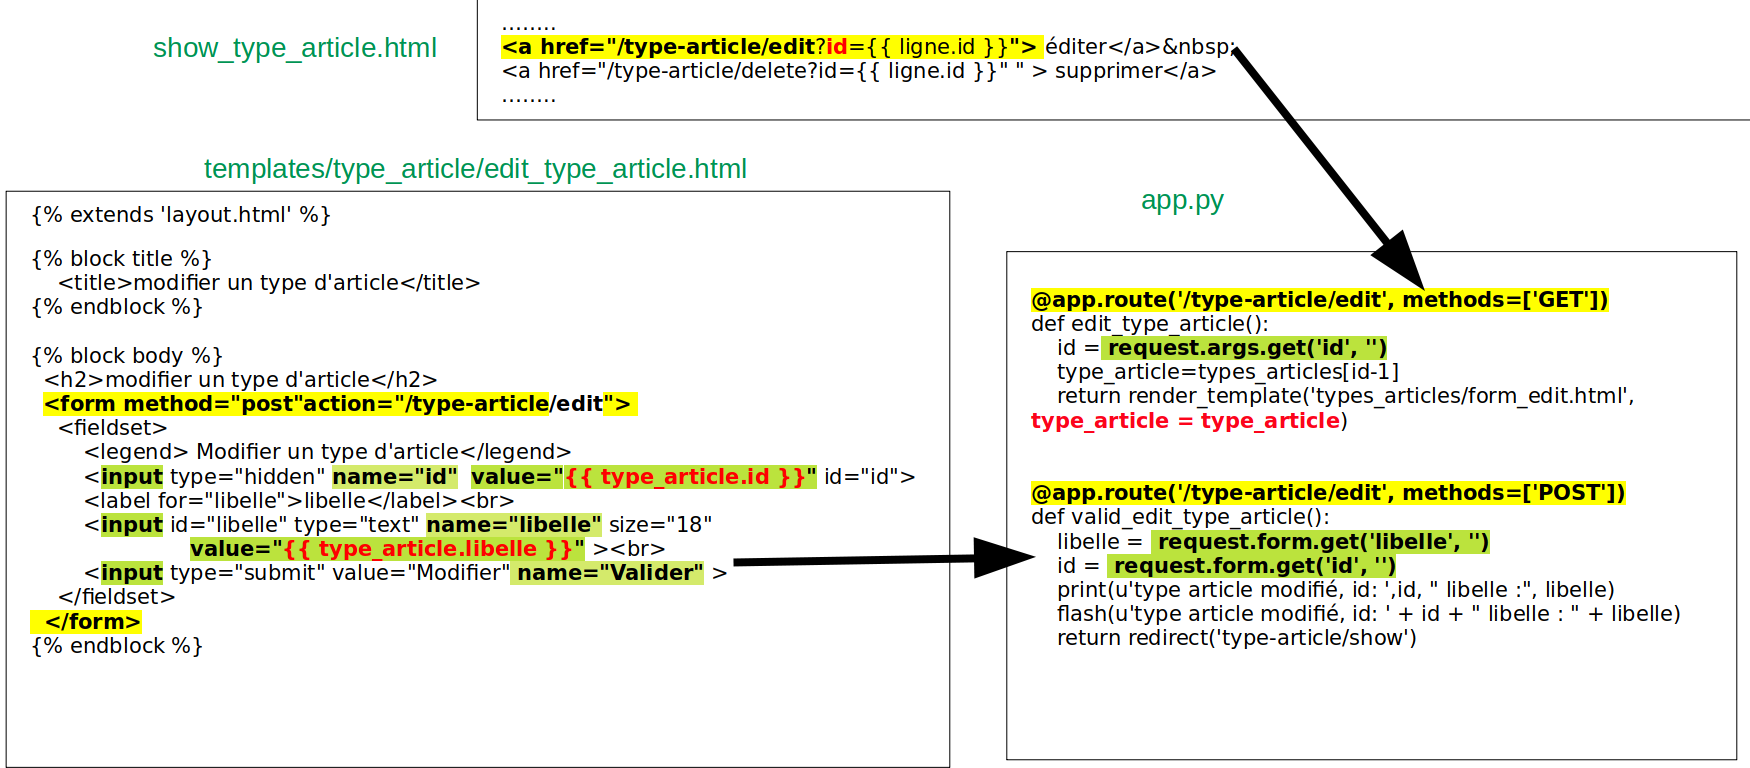 show_type_article.html
........
<a href="/type-article/edit?id={{ ligne.id }}"> éditer</a>&nbsp;
<a href="/type-article/delete?id={{ ligne.id }}" " > supprimer</a>
........
templates/type_article/edit_type_article.html
{% extends 'layout.html' %}
{% block title %}
<title>modifier un type d'article</title>
{% endblock %}
{% block body %}
<h2>modifier un type d'article</h2>
<form method="post"action="/type-article/edit">
<fieldset>
<legend> Modifier un type d'article</legend>
<input type="hidden" name="id"  value="{{ type_article.id }}" id="id">
<label for="libelle">libelle</label><br>
<input id="libelle" type="text" name="libelle" size="18"
value="{{ type_article.libelle }}" ><br>
<input type="submit" value="Modifier" name="Valider" >
</fieldset>
</form>
{% endblock %}
app.py
@app.route('/type-article/edit', methods=['GET'])
def edit_type_article():
id = request.args.get('id', '')
type_article=types_articles[id-1]
return render_template('types_articles/form_edit.html',
type_article = type_article)
@app.route('/type-article/edit', methods=['POST'])
def valid_edit_type_article():
libelle = request.form.get('libelle', '')
id = request.form.get('id', '')
print(u'type article modifié, id: ',id, " libelle :", libelle)
flash(u'type article modifié, id: ' + id + " libelle : " + libelle)
return redirect('type-article/show')